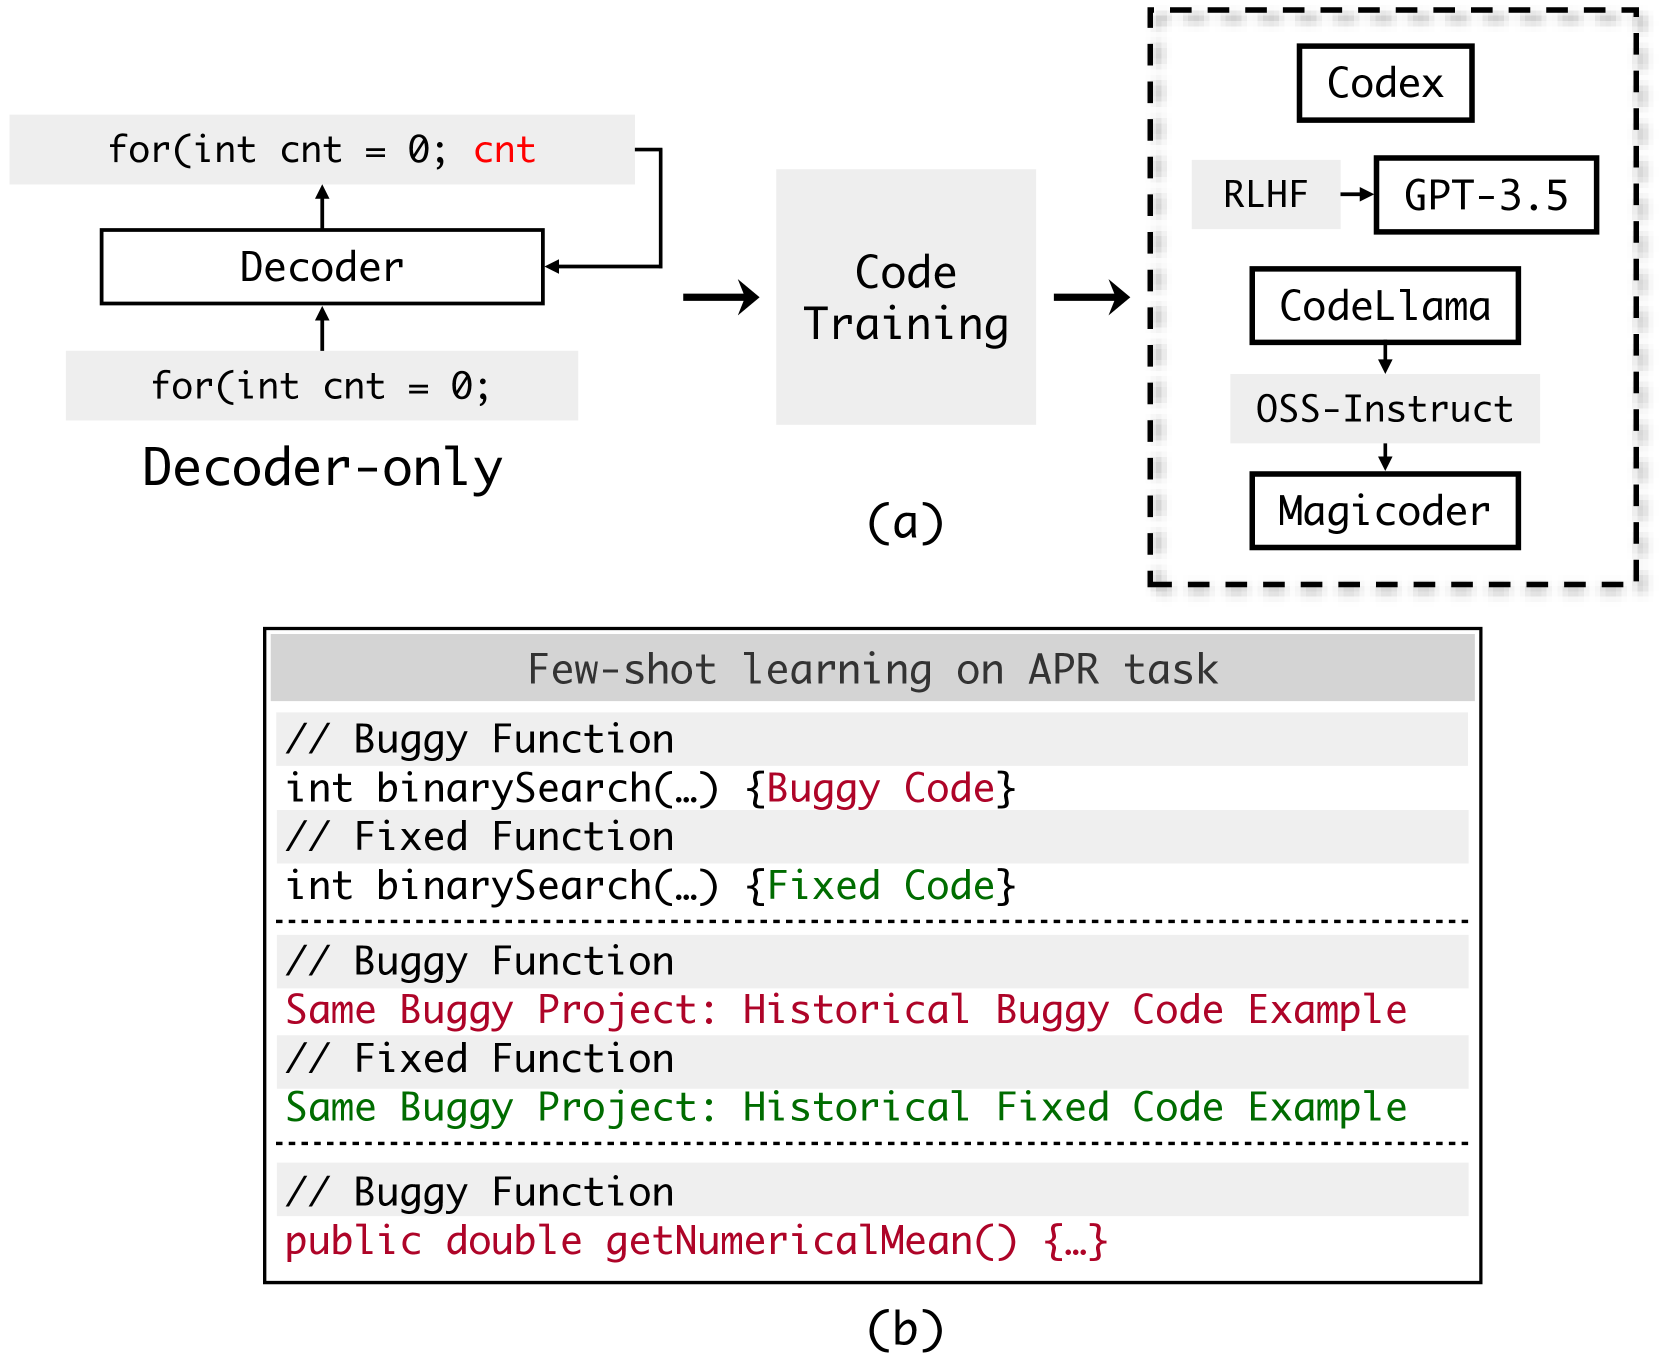 for(int cnt = 0; cnt
Decoder
for(int cnt = 0;
Decoder-only
Code
Training
Codex
RLHF
GPT-3.5
CodeLlama
OSS-Instruct
Magicoder
(a)
Few-shot learning on APR task
// Buggy Function
int binarySearch(…) {Buggy Code}
// Fixed Function
int binarySearch(…) {Fixed Code}
// Buggy Function
Same Buggy Project: Historical Buggy Code Example
// Fixed Function
Same Buggy Project: Historical Fixed Code Example
// Buggy Function
public double getNumericalMean() {…}
(b)